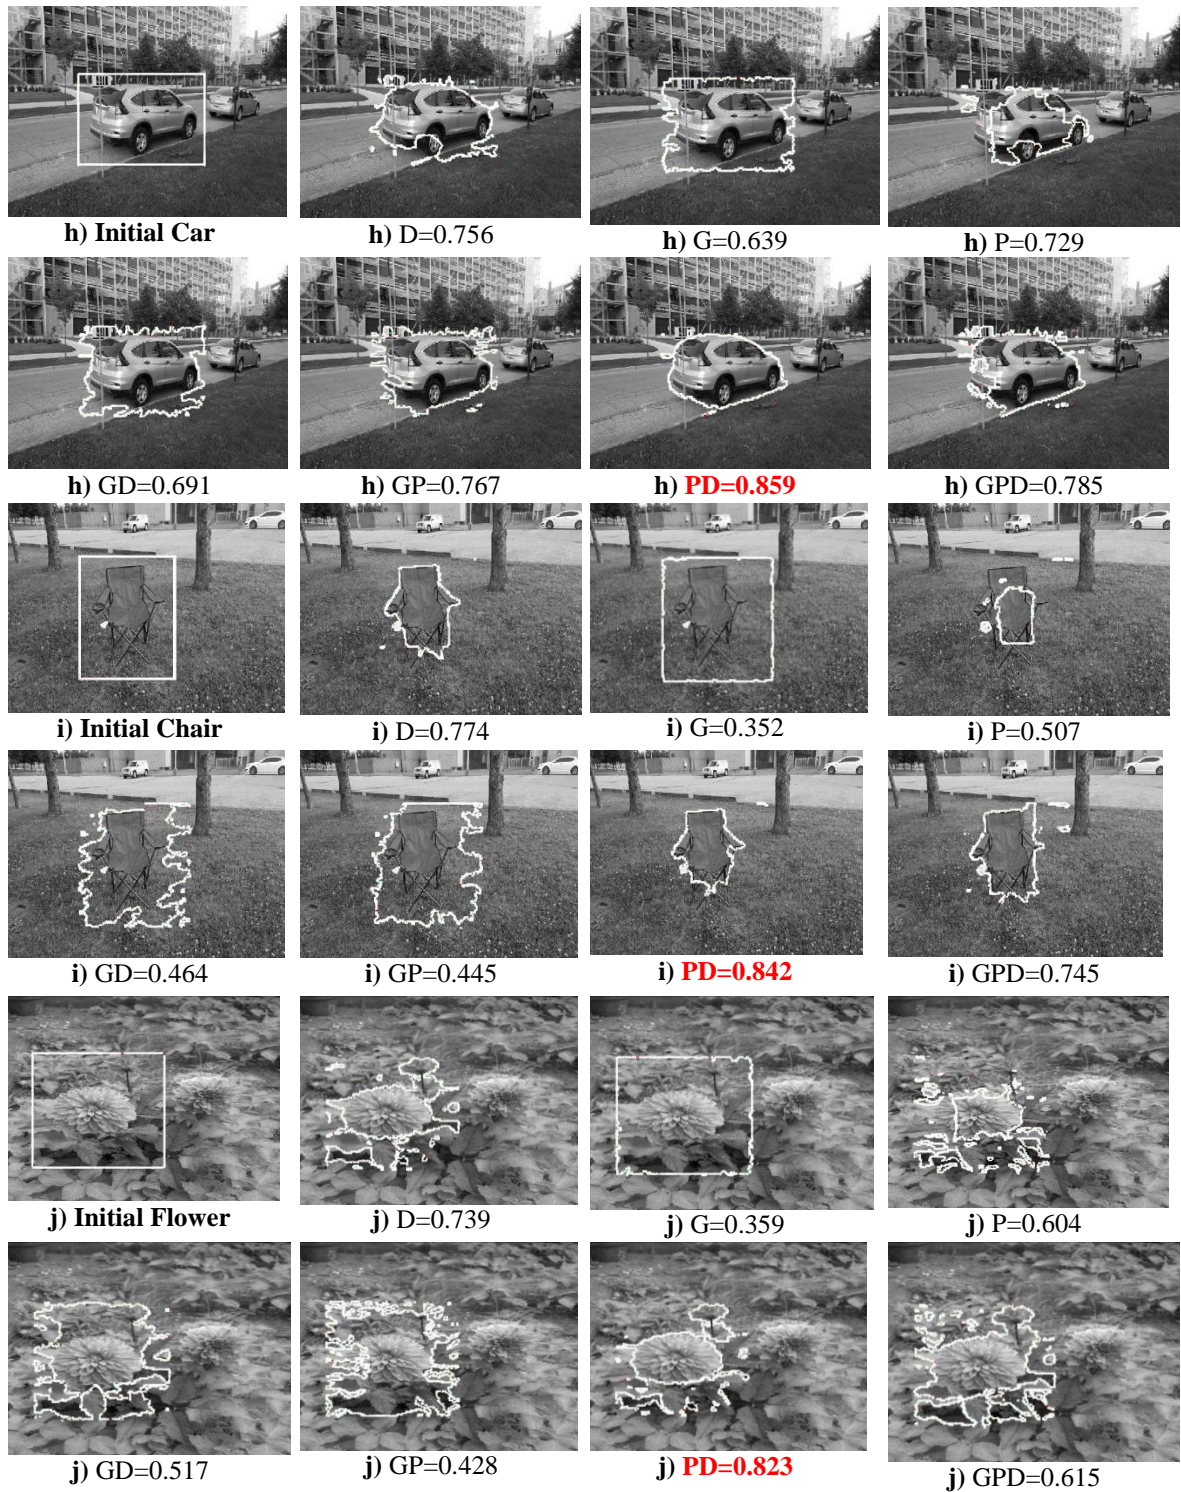 h) Initial Car
h) D=0.756
h) G=0.639
h) P=0.729
h) GD=0.691
h) GP=0.767
h) PD=0.859
h) GPD=0.785
i) Initial Chair
i) D=0.774
i) G=0.352
i) P=0.507
i) GD=0.464
i) GP=0.445
i) PD=0.842
i) GPD=0.745
j) Initial Flower
j) D=0.739
j) G=0.359
j) P=0.604
j) GD=0.517
j) GP=0.428
j) PD=0.823
j) GPD=0.615